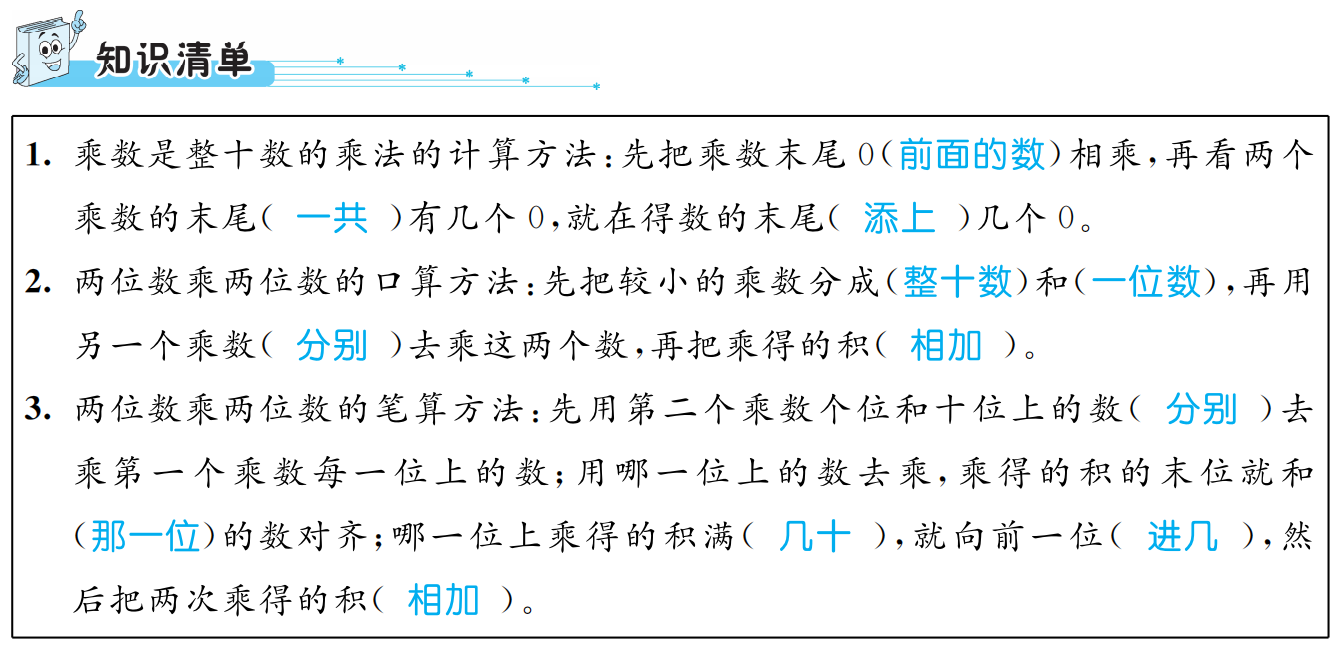 知识清单
1. 乘数是整十数的乘法的计算方法:先把乘数末尾0(前面的数)相乘,再看两个
乘数的末尾( 一共 )有几个0,就在得数的末尾( 添上 )几个0。
2. 两位数乘两位数的口算方法:先把较小的乘数分成(整十数)和(一位数),再用
另一个乘数( 分别 )去乘这两个数,再把乘得的积( 相加 )。
3. 两位数乘两位数的笔算方法:先用第二个乘数个位和十位上的数( 分别 )去
乘第一个乘数每一位上的数;用哪一位上的数去乘,乘得的积的末位就和
(那一位)的数对齐;哪一位上乘得的积满( 几十 ),就向前一位( 进几 ),然
后把两次乘得的积( 相加 )。